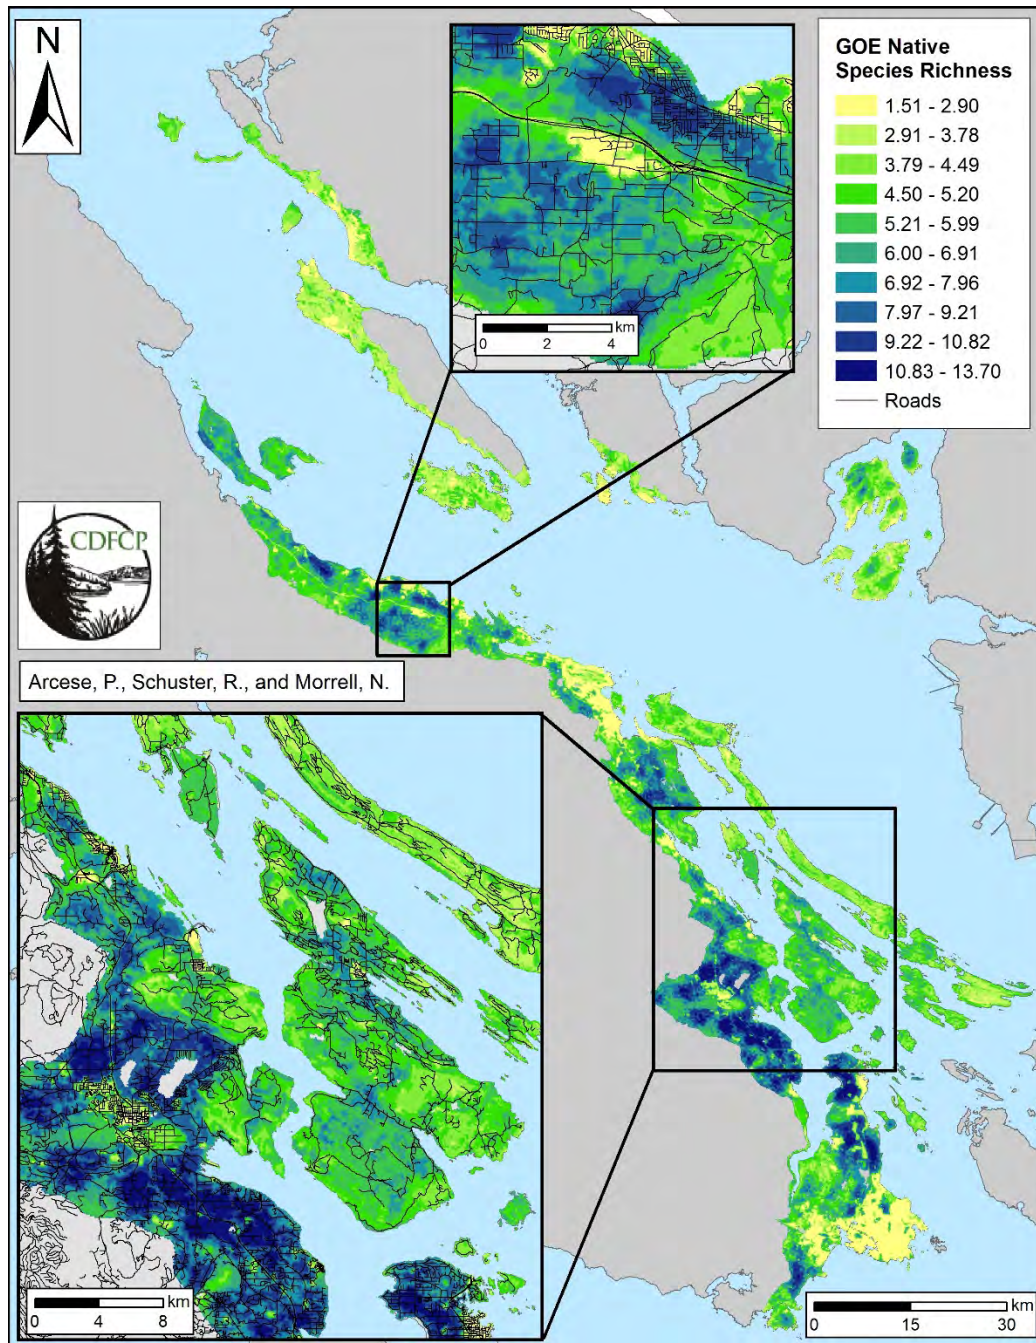 N
GOE Native
Species Richness
1.51 - 2.90
2.91 - 3.78
3.79 - 4.49
4.50 - 5.20
5.21 - 5.99
6.00 - 6.91
6.92 - 7.96
7.97 - 9.21
9.22 - 10.82
10.83 - 13.70
Roads
km
0 2 4
CDFCP
Arcese, P., Schuster, R., and Morrell, N.
km
0 4 8
km
0 15 30